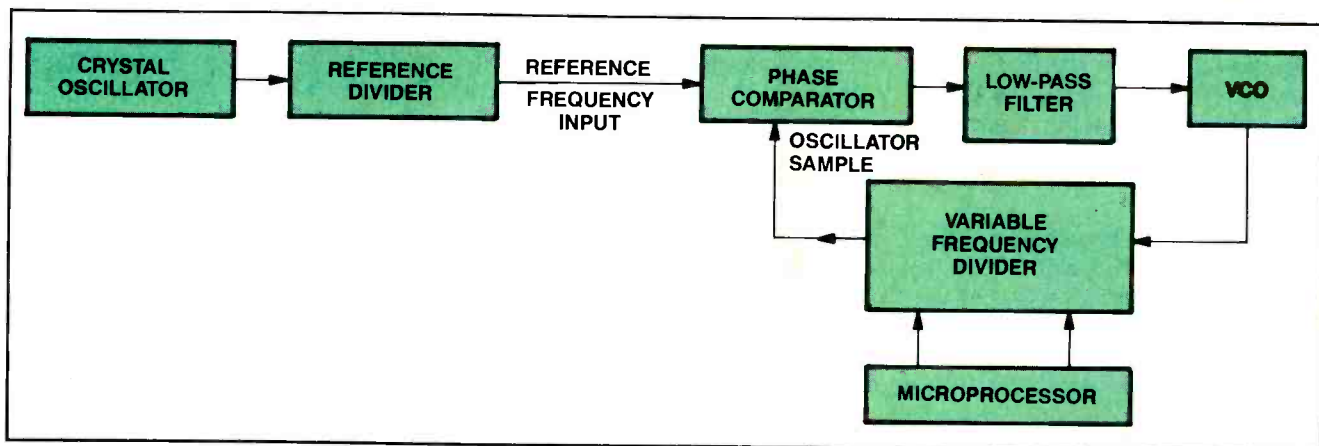 CRYSTAL
OSCILLATOR
REFERENCE
DIVIDER
REFERENCE
FREQUENCY
INPUT
PHASE
COMPARATOR
LOW-PASS
FILTER
VCO
OSCILLATOR
SAMPLE
VARIABLE
FREQUENCY
DIVIDER
MICROPROCESSOR